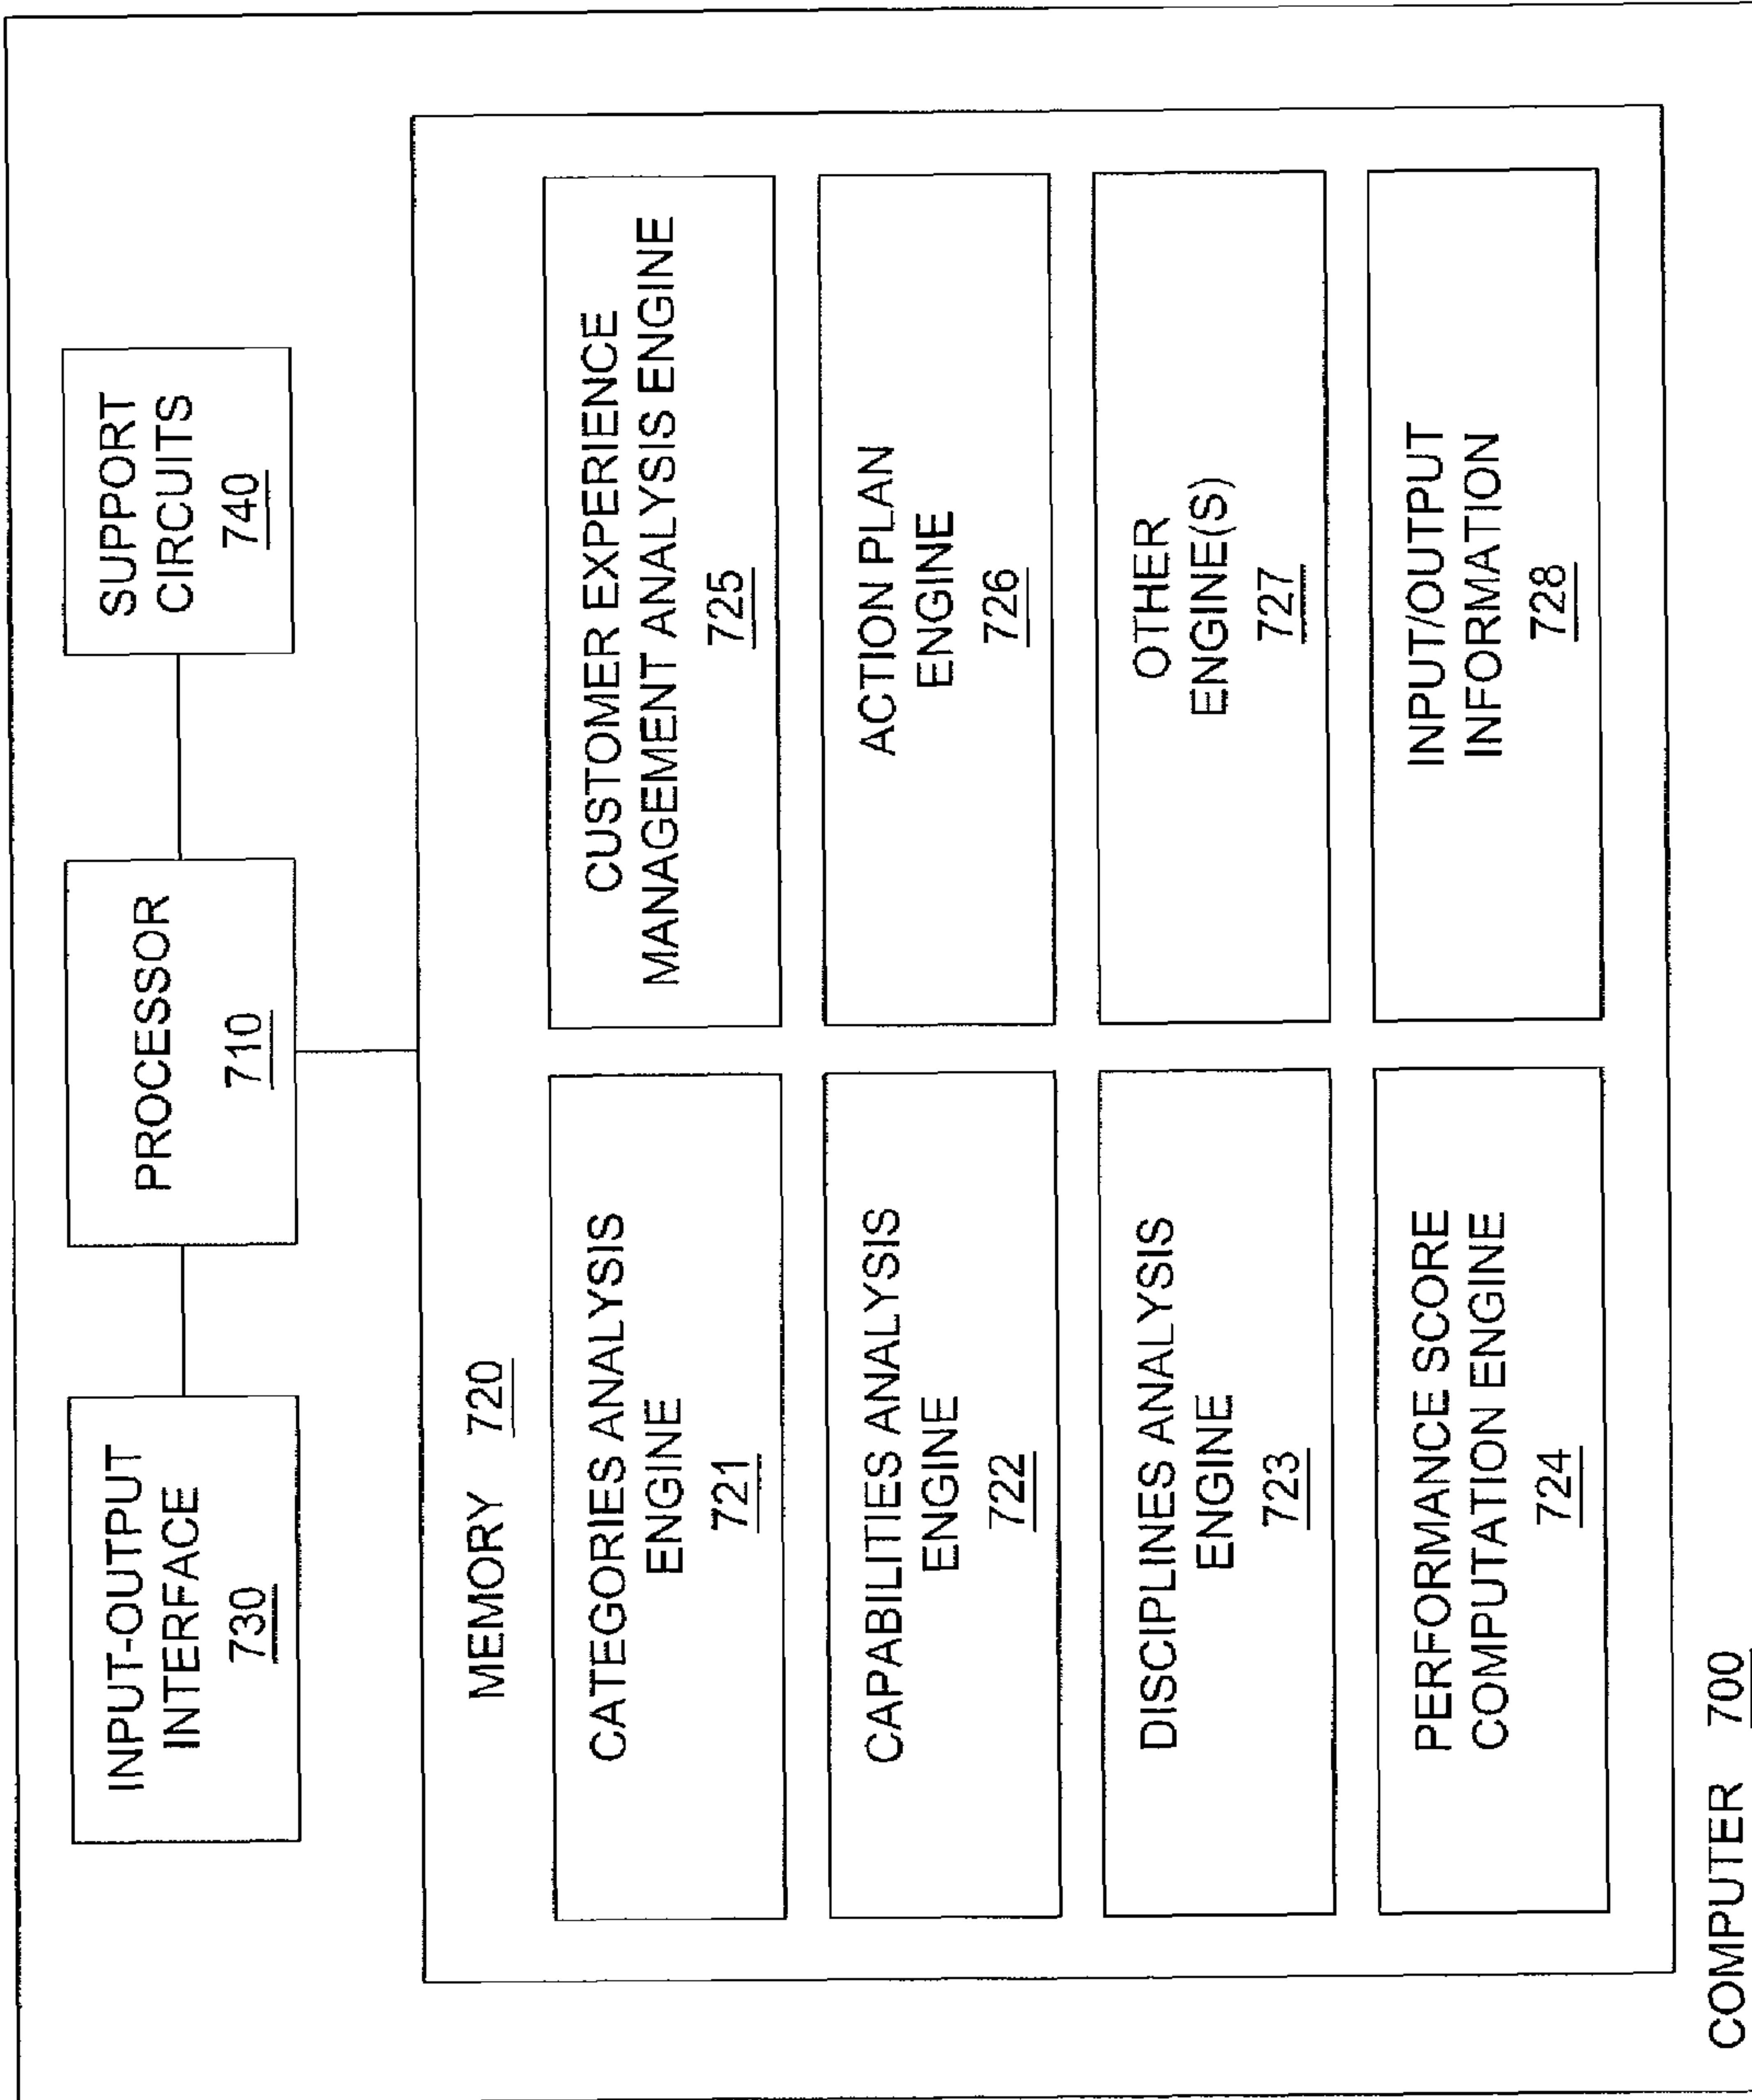 INPUT-OUTPUT
INTERFACE
730
PROCESSOR
710
SUPPORT
CIRCUITS
740
MEMORY 720
CATEGORIES ANALYSIS
ENGINE
721
CUSTOMER EXPERIENCE
MANAGEMENT ANALYSIS ENGINE
725
CAPABILITIES ANALYSIS
ENGINE
722
ACTION PLAN
ENGINE
726
DISCIPLINES ANALYSIS
ENGINE
723
OTHER
ENGINE(S)
727
PERFORMANCE SCORE
COMPUTATION ENGINE
724
INPUT/OUTPUT
INFORMATION
728
COMPUTER 700